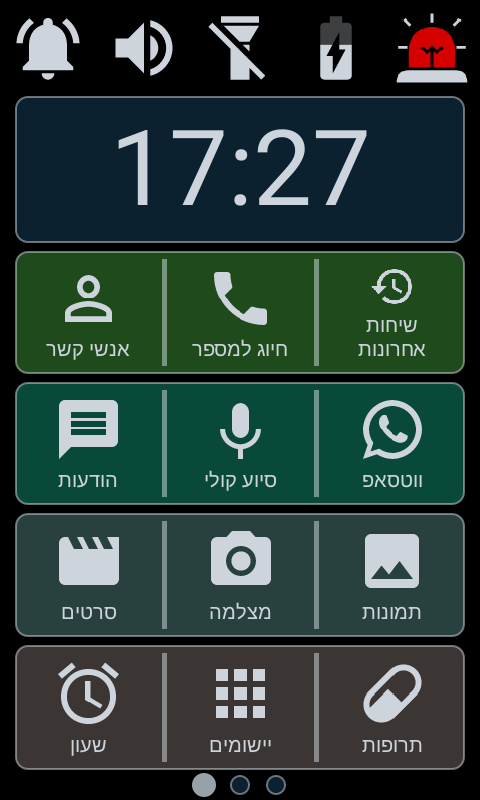 17:27
שיחות
אחרונות
חיוג למספר
אנשי קשר
ווטסאפ
סיוע קולי
הודעות
תמונות
מצלמה
סרטים
תרופות
יישומים
שעון